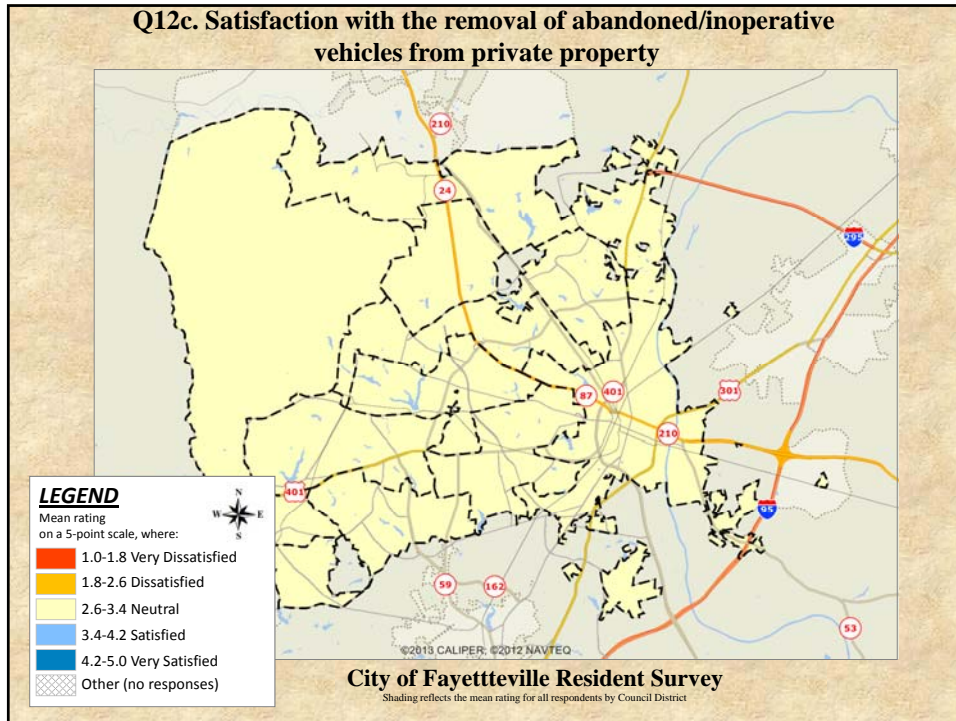 Q12c. Satisfaction with the removal of abandoned/inoperative
vehicles from private property
210
24
295
87
401
301
210
401
95
59
162
53
LEGEND
Mean rating
on a 5-point scale, where:
N
W
E
S
1.0-1.8 Very Dissatisfied
1.8-2.6 Dissatisfied
2.6-3.4 Neutral
3.4-4.2 Satisfied
4.2-5.0 Very Satisfied
Other (no responses)
©2013 CALIPER; ©2012 NAVTEQ
City of Fayettteville Resident Survey
Shading reflects the mean rating for all respondents by Council District